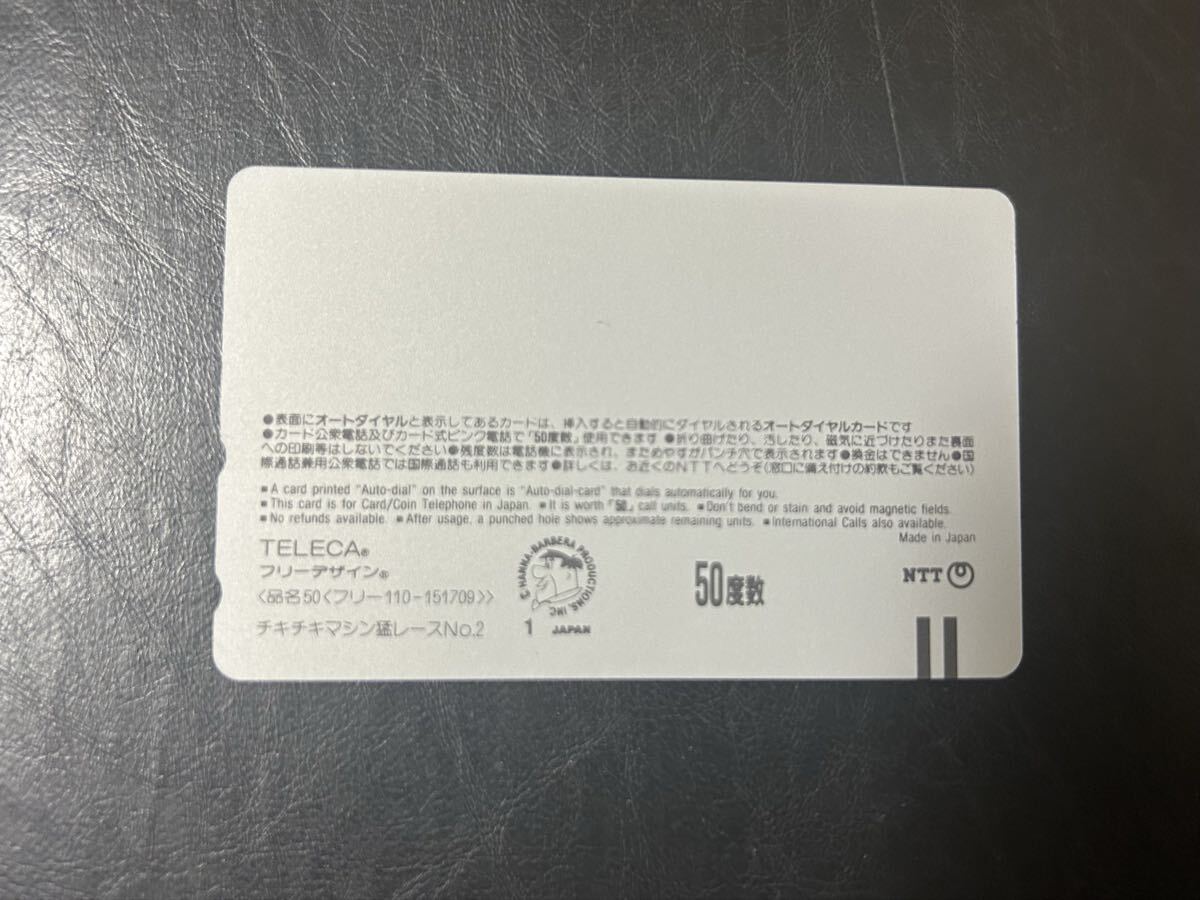 ●表面にオートダイヤルと表示してあるカードは、挿入すると自動的にダイヤルされるオートダイヤルカードです
●カード公衆電話及びカード式ピンク電話で「50度数」使用できます ●折り曲げたり、汚したり、磁気に近づけたりまた裏面
への印刷等はしないでください●残度数は電話機に表示され、まためやすがパンチ穴で表示されます●換金はできません●国
際通話兼用公衆電話では国際通話も利用できます●詳しくは、お近くのNTTへどうぞ(窓口に備え付けの約款もご覧ください)
■ A card printed "Auto-dial" on the surface is "Auto-dial-card" that dials automatically for you.
■ This card is for Card/Coin Telephone in Japan. ■ It is worth「50」call units. ■ Don't bend or stain and avoid magnetic fields.
■ No refunds available. ■ After usage, a punched hole shows approximate remaining units. ■ International Calls also available.
Made in Japan
TELECA®
フリーデザイン®
〈品名50〈フリー110-151709〉〉
チキチキマシン猛レースNo.2
© HANNA-BARBERA PRODUCTIONS, INC.
1 JAPAN
50度数
NTT